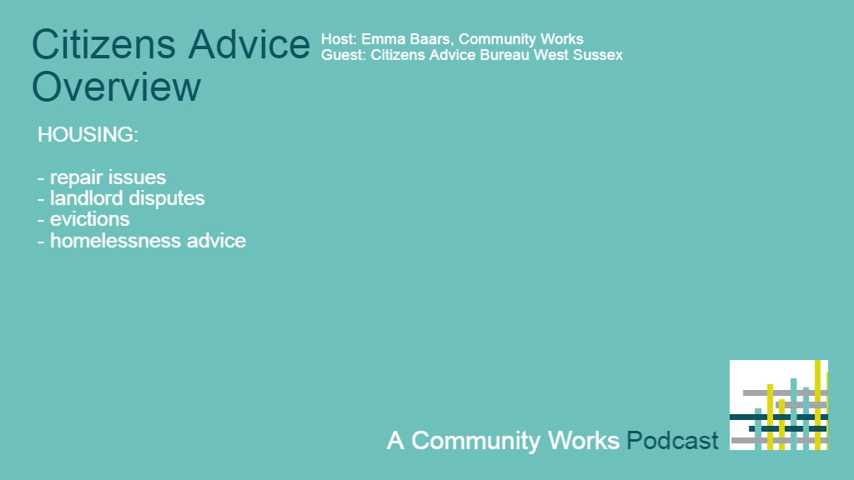 Citizens Advice
Overview
Host: Emma Baars, Community Works
Guest: Citizens Advice Bureau West Sussex
HOUSING:
- repair issues
- landlord disputes
- evictions
- homelessness advice
A Community Works Podcast